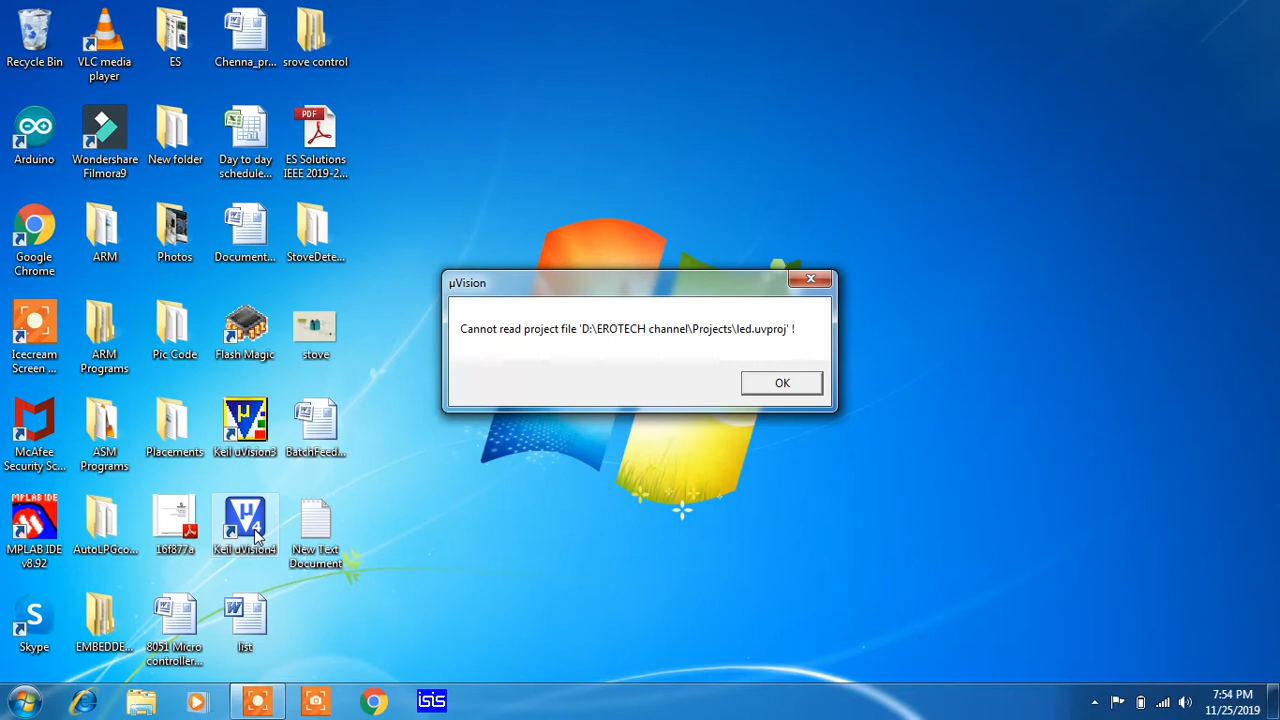 Recycle Bin
VLC media
player
ES
Chenna_pr...
srove control
Arduino
Wondershare
Filmora9
New folder
Day to day
schedule...
PDF
ES Solutions
IEEE 2019-2...
Google
Chrome
ARM
Photos
Document...
StoveDete...
Icecream
Screen ...
ARM
Programs
Pic Code
Flash Magic
stove
McAfee
Security Sc...
ASM
Programs
Placements
Keil uVision3
BatchFeed...
MPLAB IDE
MPLAB IDE
v8.92
AutoLPGco...
16f877a
Keil uVision4
New Text
Document
Skype
EMBEDDE...
8051 Micro
controller...
list
µVision
Cannot read project file 'D:\EROTECH channel\Projects\led.uvproj' !
OK
isis
7:54 PM
11/25/2019